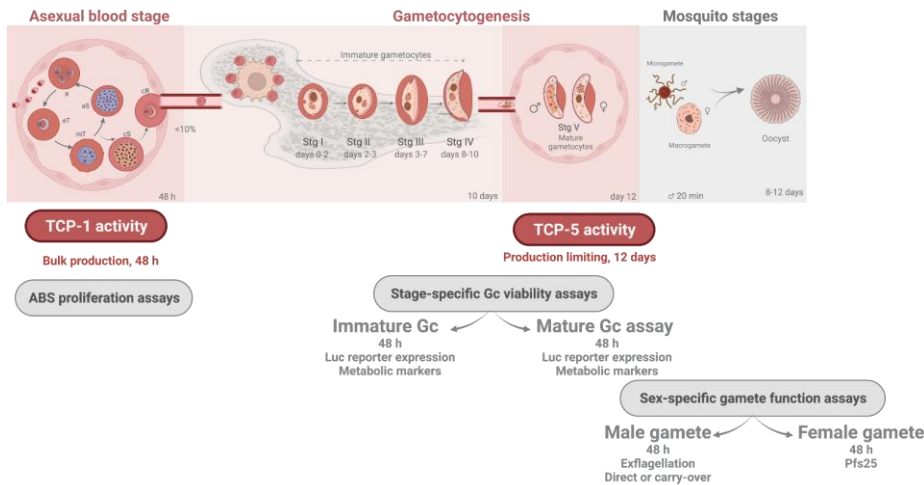 Asexual blood stage
Gametocytogenesis
Mosquito stages
R
eT
mT
aS
cS
cR
<10%
48 h
Immature gametocytes
Stg I
days 0-2
Stg II
days 2-3
Stg III
days 3-7
Stg IV
days 8-10
10 days
♂
♀
Stg V
Mature
gametocytes
day 12
Microgamete
♂
♀
Macrogamete
Oocyst
♂ 20 min
8-12 days
TCP-1 activity
Bulk production, 48 h
ABS proliferation assays
TCP-5 activity
Production limiting, 12 days
Stage-specific Gc viability assays
Immature Gc
48 h
Luc reporter expression
Metabolic markers
Mature Gc assay
48 h
Luc reporter expression
Metabolic markers
Sex-specific gamete function assays
Male gamete
48 h
Exflagellation
Direct or carry-over
Female gamete
48 h
Pfs25